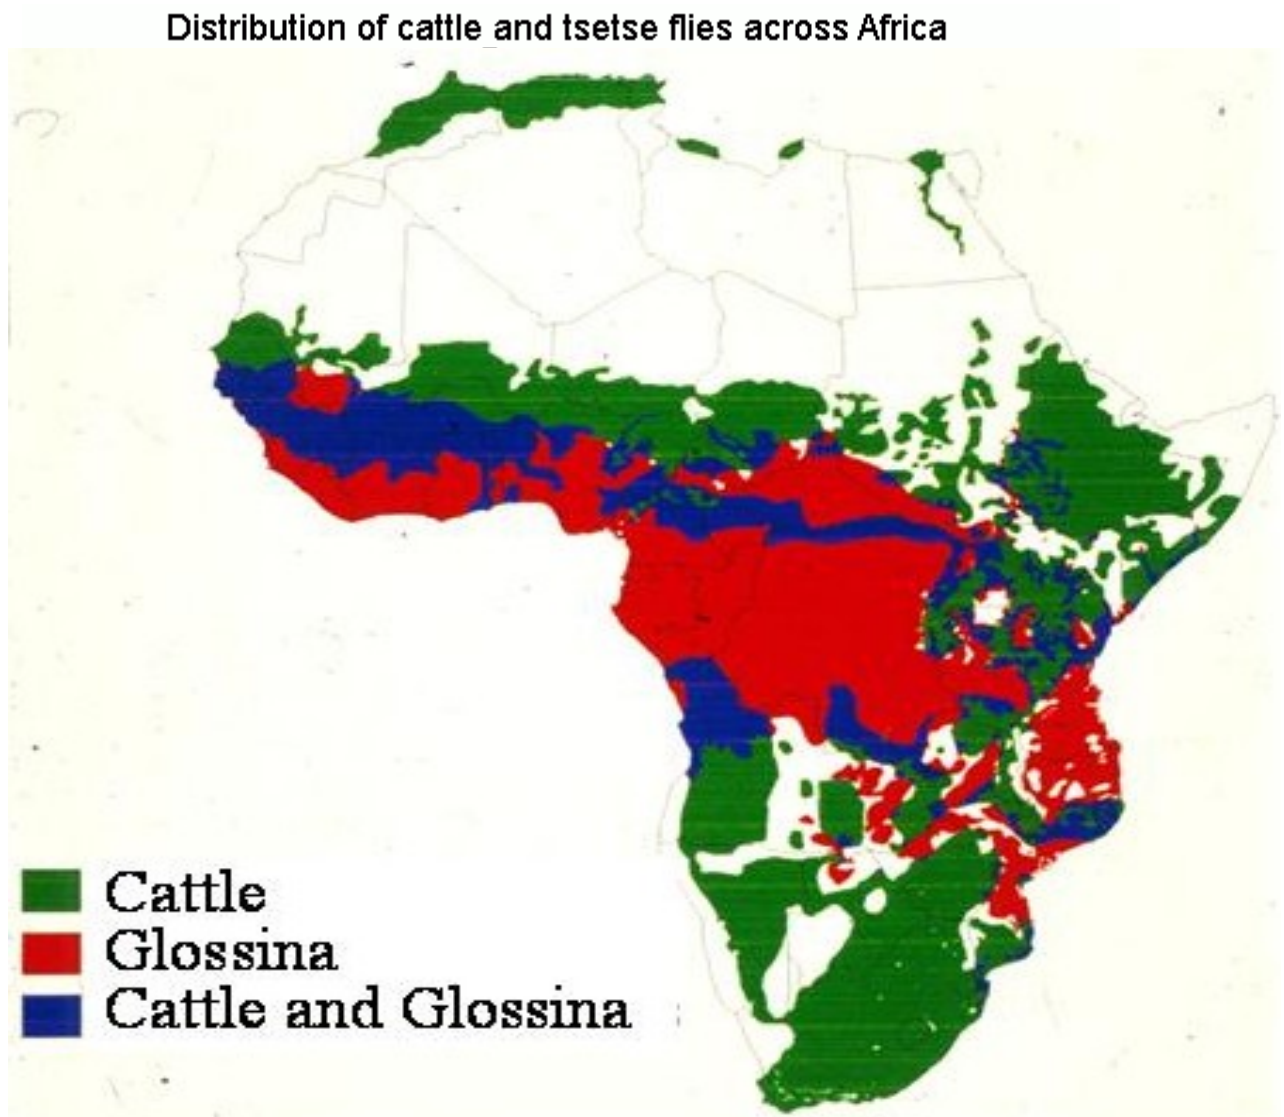 Distribution of cattle and tsetse flies across Africa
Cattle
Glossina
Cattle and Glossina